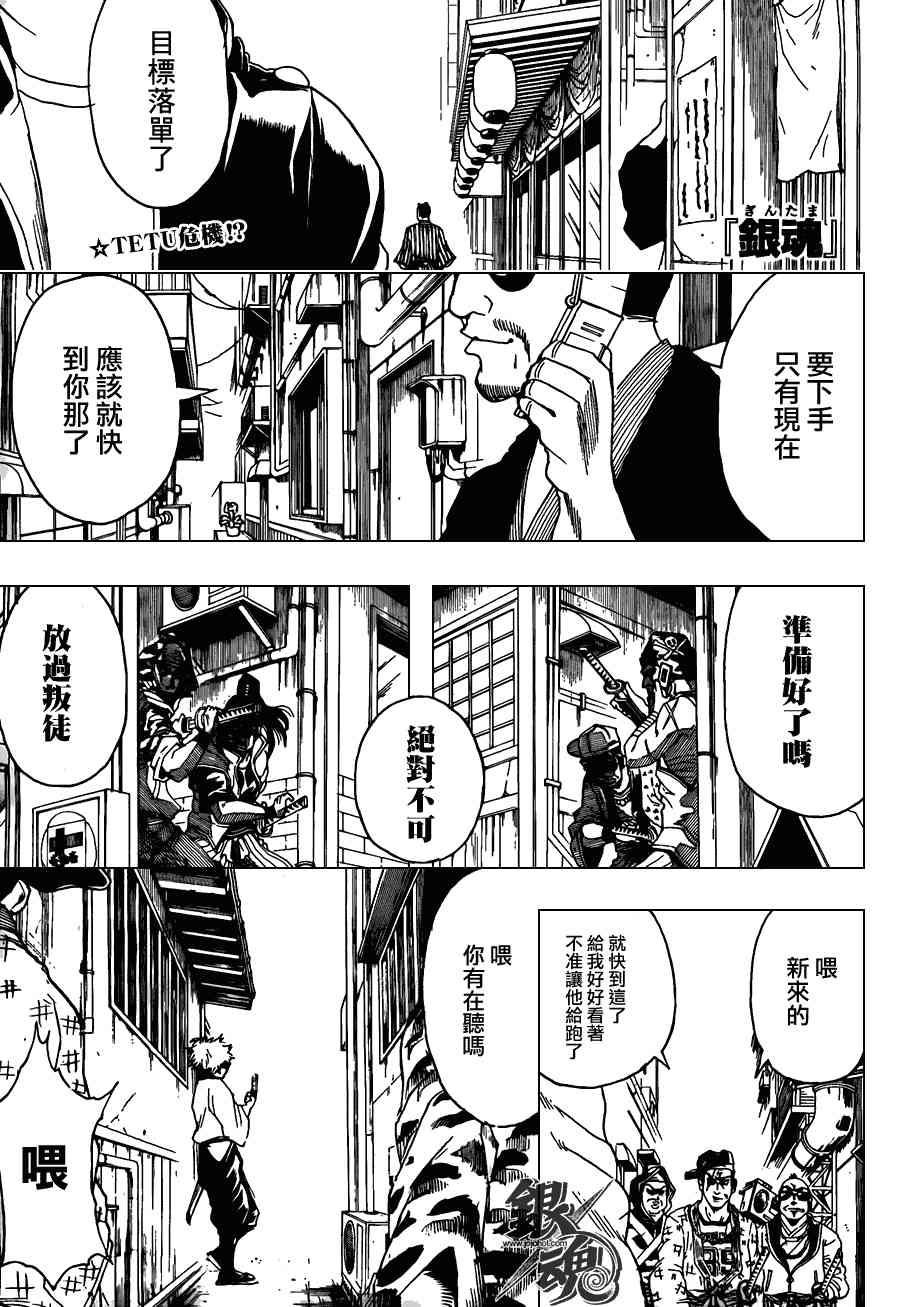 目標落單了
☆TETU危機!?
ぎんたま
『銀魂』
要下手
只有現在
應該就快
到你那了
準備好了嗎
絕對不可
放過叛徒
喂
新來的
就快到這了
給我好好看著
不准讓他給跑了
喂
你有在聽嗎
喂
銀魂
www.jojohot.com